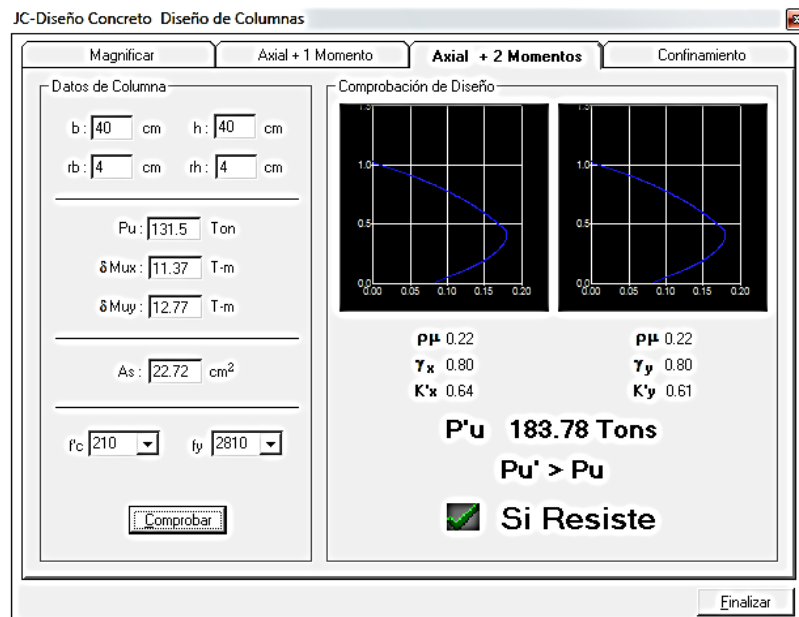 JC-Diseño Concreto Diseño de Columnas
Magnificar
Axial + 1 Momento
Axial + 2 Momentos
Confinamiento
Datos de Columna
b : 40 cm h : 40 cm
rb : 4 cm rh : 4 cm
Pu : 131.5 Ton
δMux : 11.37 T-m
δMuy : 12.77 T-m
As : 22.72 cm2
f'c 210 fy 2810
Comprobar
Comprobación de Diseño
1.5
1.0
0.5
0.0
0.00 0.05 0.10 0.15 0.20
1.5
1.0
0.5
0.0
0.00 0.05 0.10 0.15 0.20
ρμ 0.22
γx 0.80
K'x 0.64
ρμ 0.22
γy 0.80
K'y 0.61
P'u 183.78 Tons
Pu' > Pu
Si Resiste
Finalizar